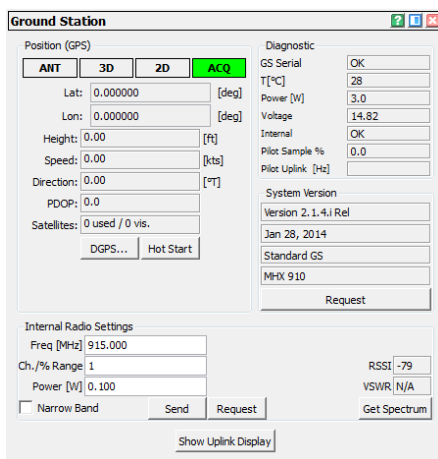 Ground Station
Position (GPS)
ANT 3D 2D ACQ
Lat: 0.000000 [deg]
Lon: 0.000000 [deg]
Height: 0.00 [ft]
Speed: 0.00 [kts]
Direction: 0.00 [°T]
PDOP: 0.0
Satellites: 0 used / 0 vis.
DGPS... Hot Start
Diagnostic
GS Serial OK
T[°C] 28
Power [W] 3.0
Voltage 14.82
Internal OK
Pilot Sample % 0.0
Pilot Uplink [Hz]
System Version
Version 2.1.4.i Rel
Jan 28, 2014
Standard GS
MHX 910
Request
Internal Radio Settings
Freq [MHz] 915.000
Ch./% Range 1
Power [W] 0.100
RSSI -79
VSWR N/A
Narrow Band Send Request Get Spectrum
Show Uplink Display